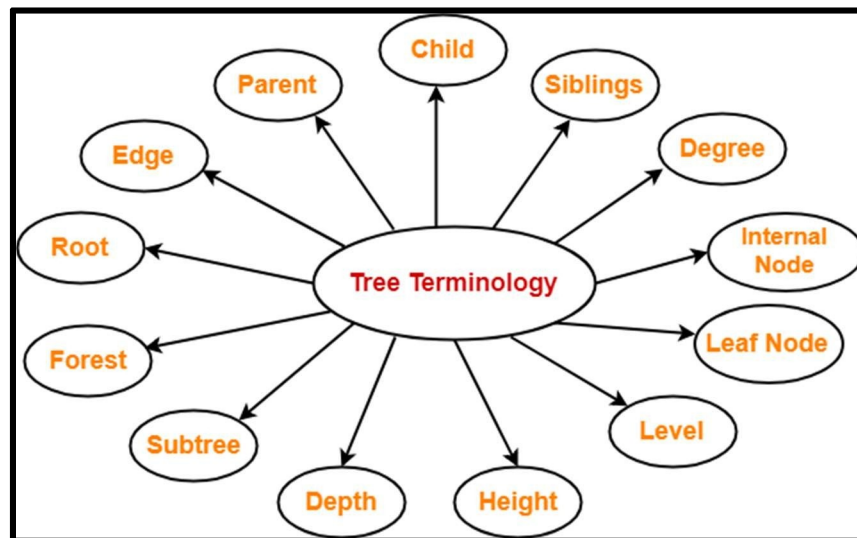 Child
Parent
Siblings
Edge
Degree
Root
Internal
Node
Tree Terminology
Forest
Leaf Node
Subtree
Level
Depth
Height